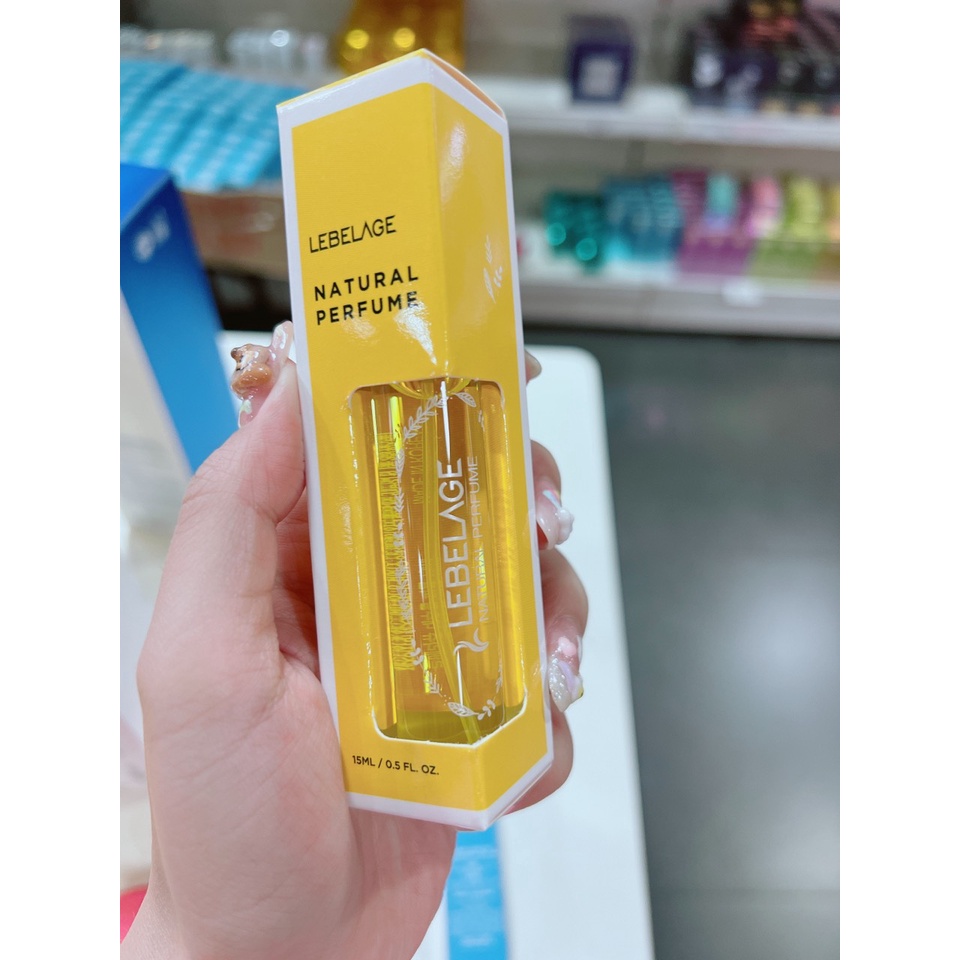 LEBELAGE
NATURAL
PERFUME
LEBELAGE
NATURAL PERFUME
15ML / 0.5 FL. OZ.